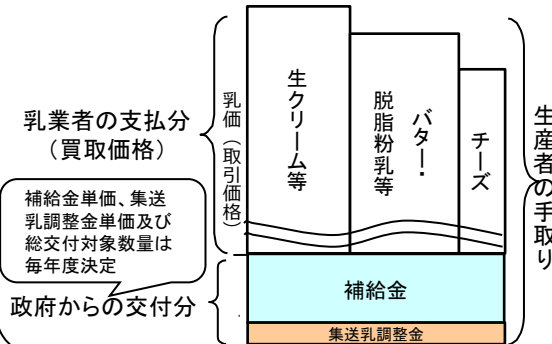 乳業者の支払分
（買取価格）
乳価（取引価格）
生クリーム等
バター・
脱脂粉乳等
チーズ
生産者の手取り
補給金単価、集送
乳調整金単価及び
総交付対象数量は
毎年度決定
政府からの交付分
補給金
集送乳調整金